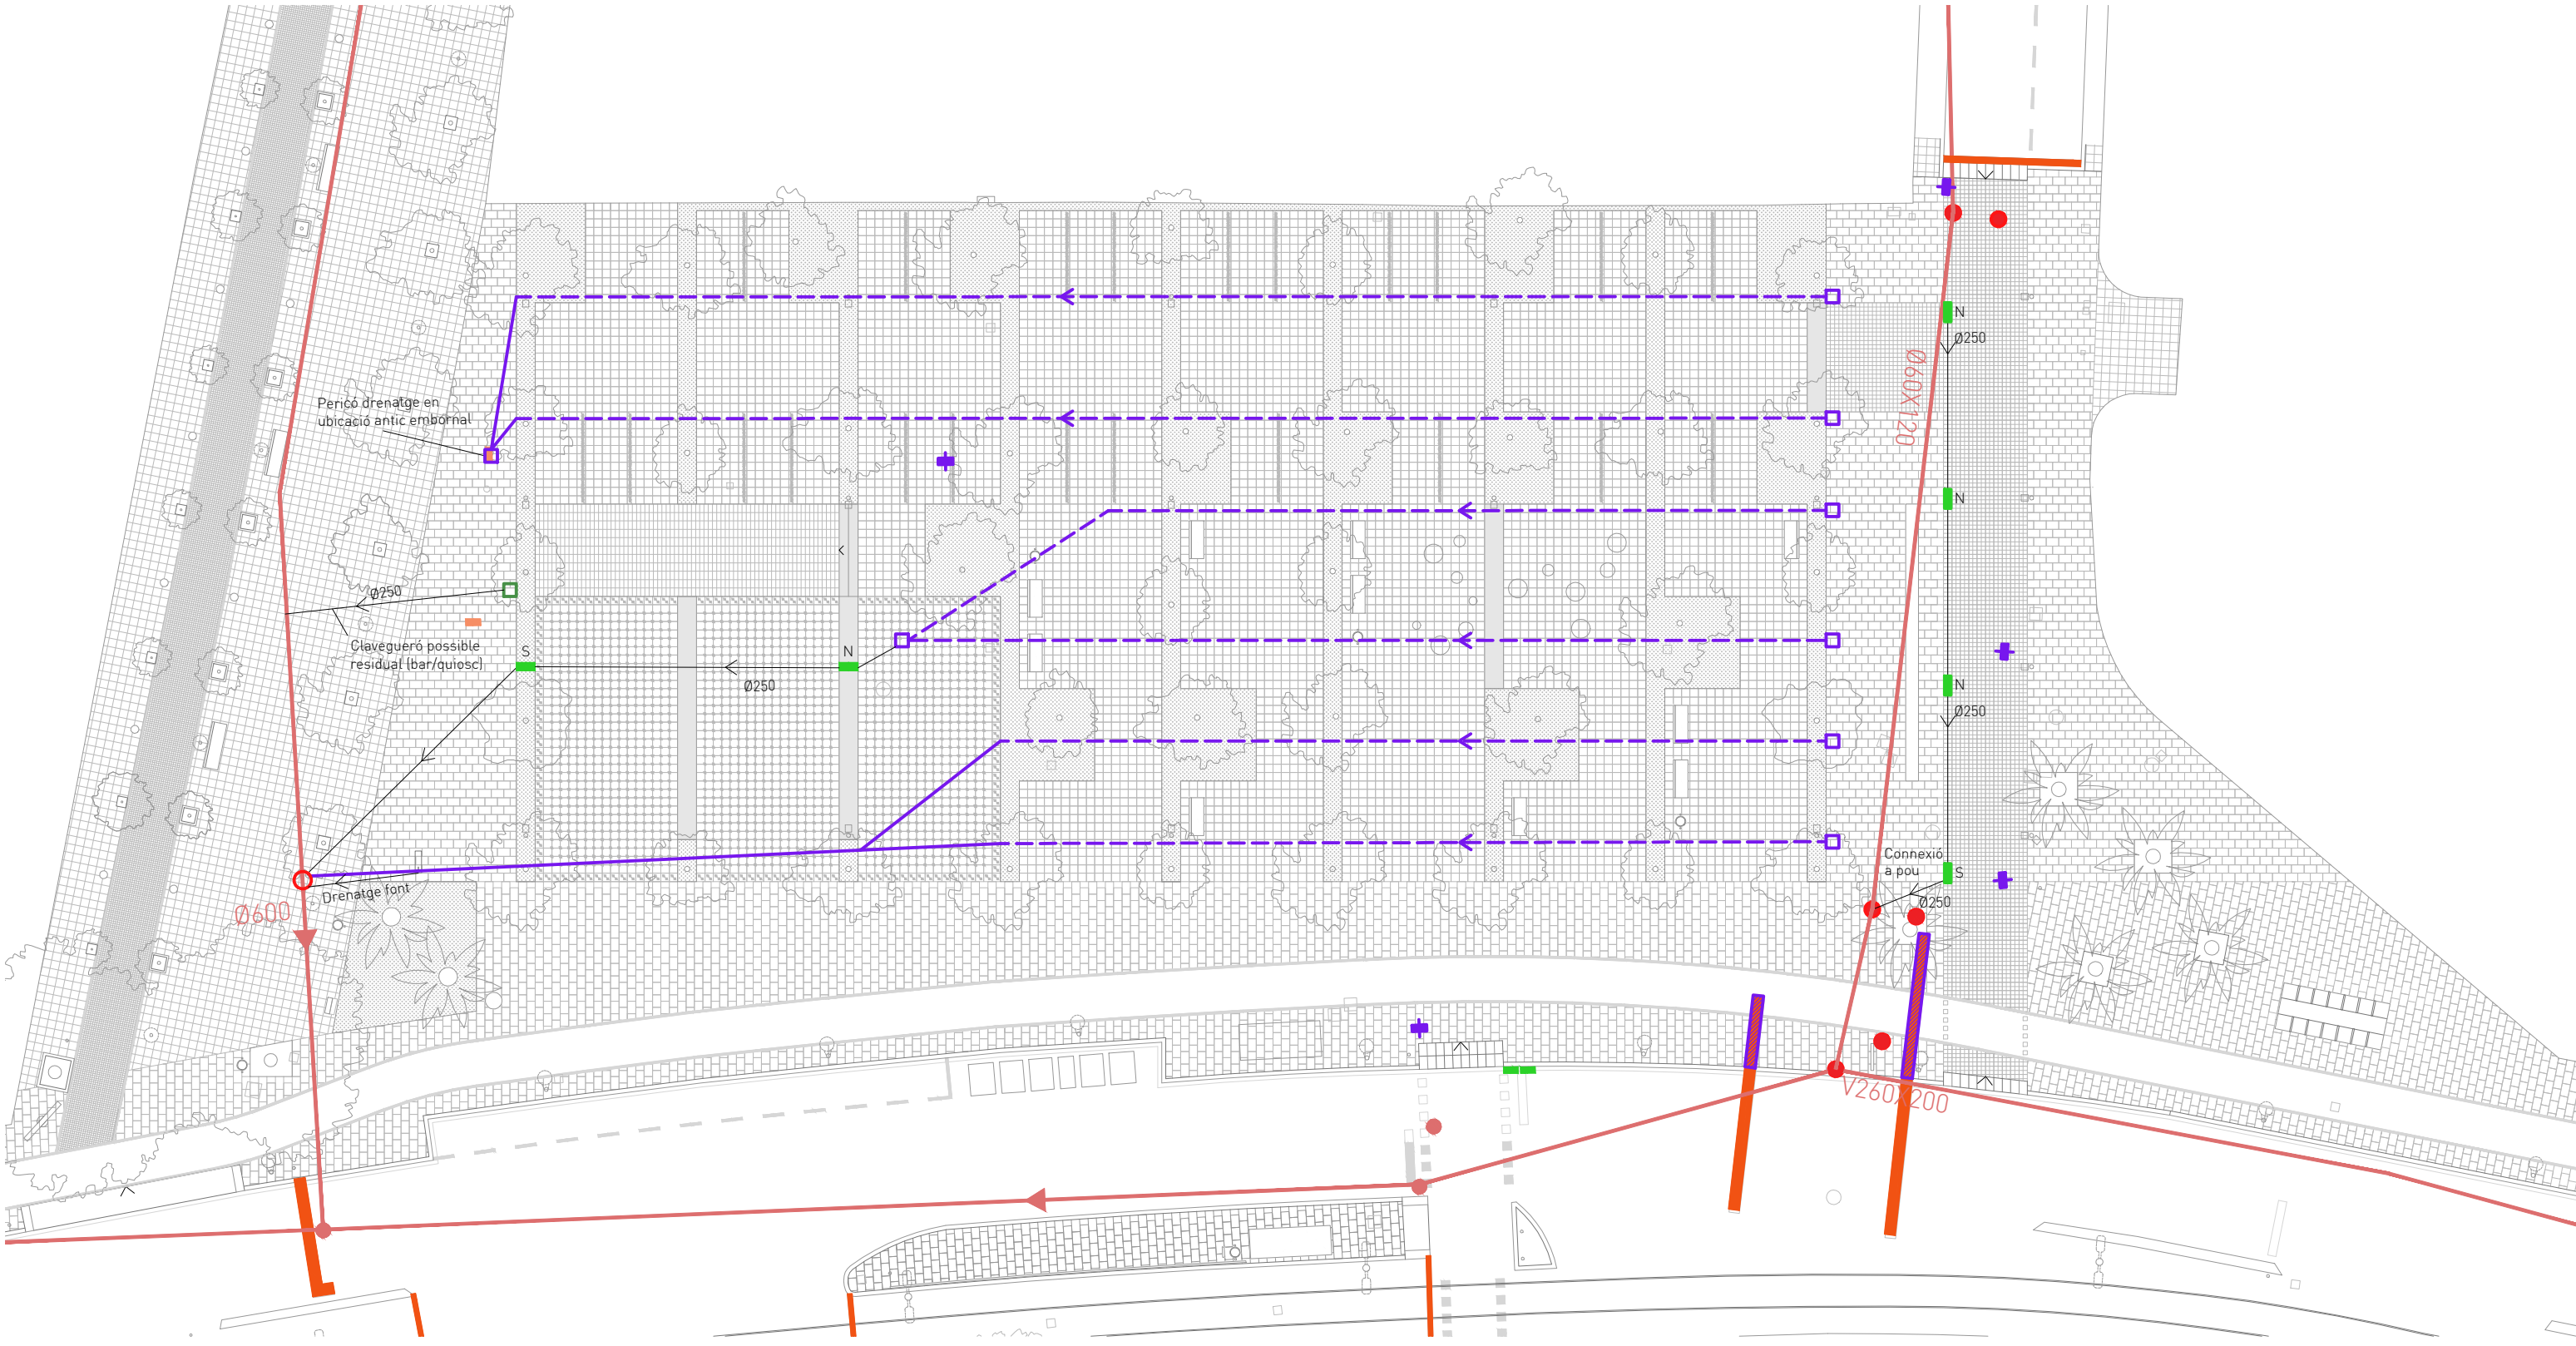 N
Ø250
Ø60X120
Pericó drenatge en
ubicació antic embornal
N
Ø250
Clavegueró possible
residual (bar/quiosc)
S
N
Ø250
N
Ø250
Connexió
a pou
S
Ø250
Drenatge font
Ø600
V260X200